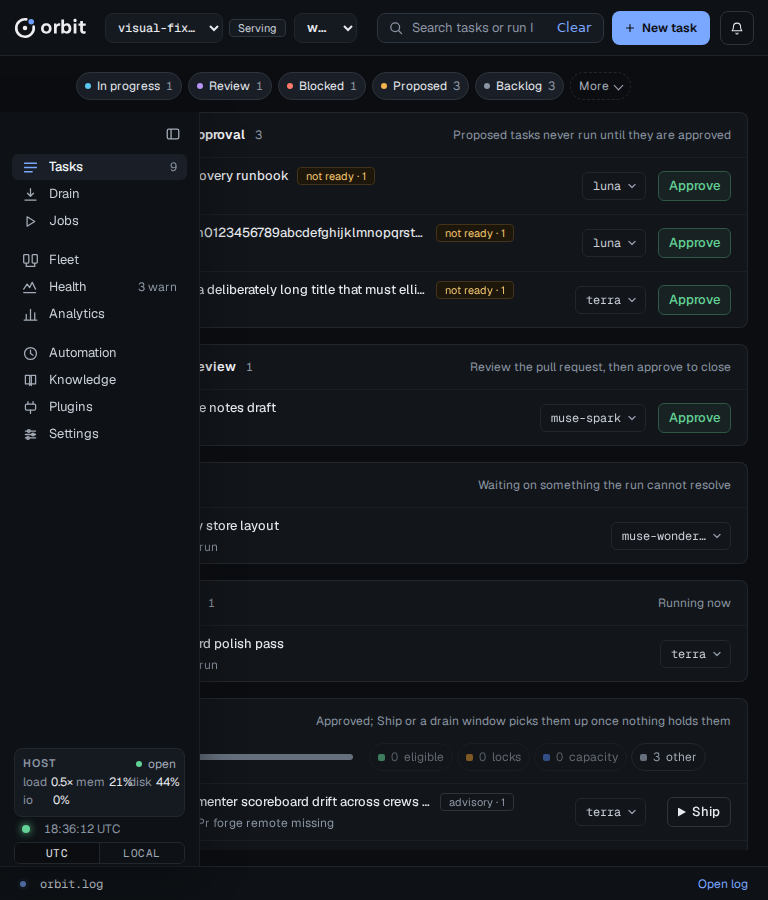 orbit visual-fix… Serving w… Search tasks or run I Clear + New task
In progress 1 Review 1 Blocked 1 Proposed 3 Backlog 3 More
pproval 3 Proposed tasks never run until they are approved
Tasks 9
Drain
Jobs
Fleet
Health 3 warn
Analytics
Automation
Knowledge
Plugins
Settings
overy runbook not ready · 1 luna Approve
n0123456789abcdefghijklmnopqrst… not ready · 1 luna Approve
a deliberately long title that must elli… not ready · 1 terra Approve
eview 1 Review the pull request, then approve to close
e notes draft muse-spark Approve
Waiting on something the run cannot resolve
y store layout muse-wonder…
run
1 Running now
rd polish pass terra
run
Approved; Ship or a drain window picks them up once nothing holds them
0 eligible 0 locks 0 capacity 3 other
menter scoreboard drift across crews … advisory · 1 terra Ship
Pr forge remote missing
HOST open
load 0.5× mem 21% disk 44%
io 0%
18:36:12 UTC
UTC LOCAL
orbit.log Open log